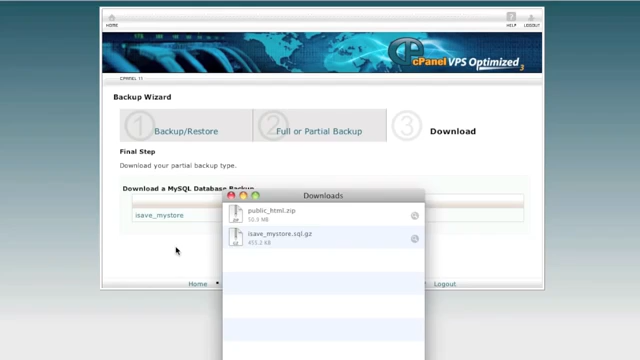 HOME
HELP
LOGOUT
cPanel VPS Optimized 3
CPANEL 11
Backup Wizard
1 Backup/Restore
2 Full or Partial Backup
3 Download
Final Step
Download your partial backup type.
Download a MySQL Database Backup
isave_mystore
Downloads
public_html.zip
10.9 MB
isave_mystore.sql.gz
455.2 KB
Home
Logout